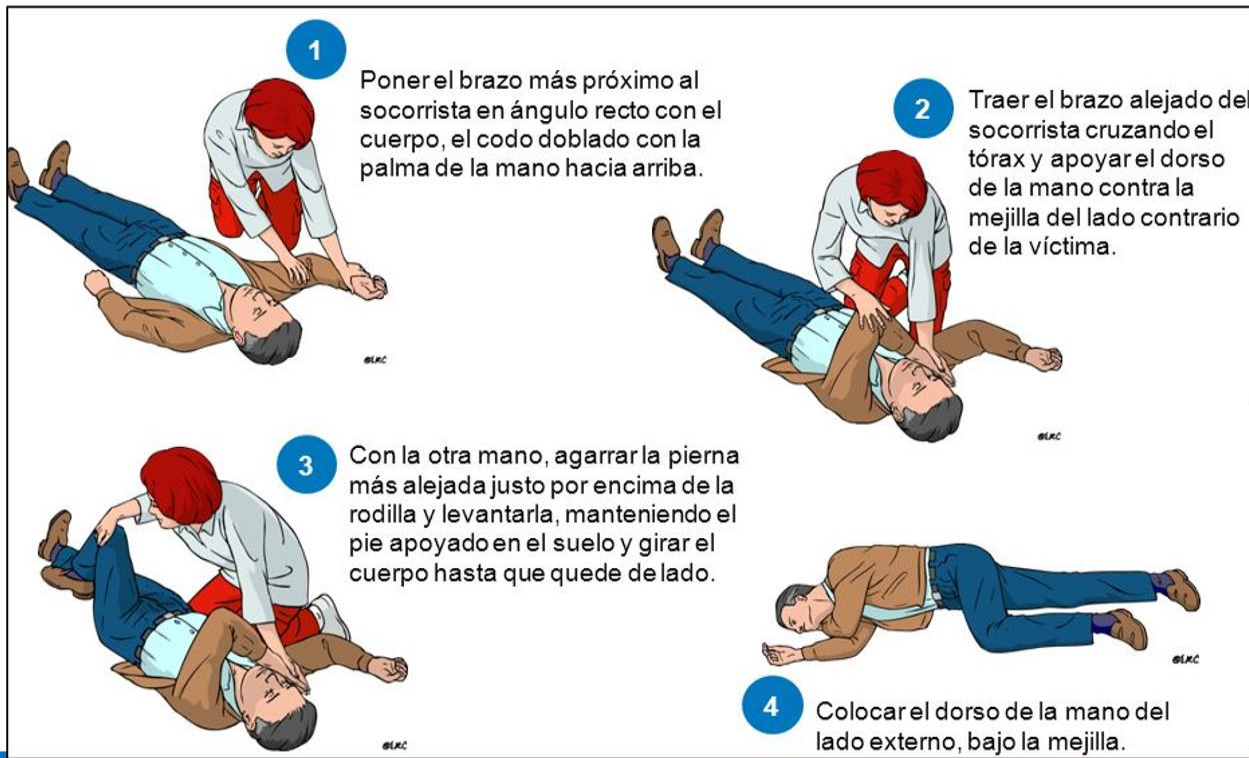 1
Poner el brazo más próximo al
socorrista en ángulo recto con el
cuerpo, el codo doblado con la
palma de la mano hacia arriba.
2
Traer el brazo alejado del
socorrista cruzando el
tórax y apoyar el dorso
de la mano contra la
mejilla del lado contrario
de la víctima.
3
Con la otra mano, agarrar la pierna
más alejada justo por encima de la
rodilla y levantarla, manteniendo el
pie apoyado en el suelo y girar el
cuerpo hasta que quede de lado.
4
Colocar el dorso de la mano del
lado externo, bajo la mejilla.